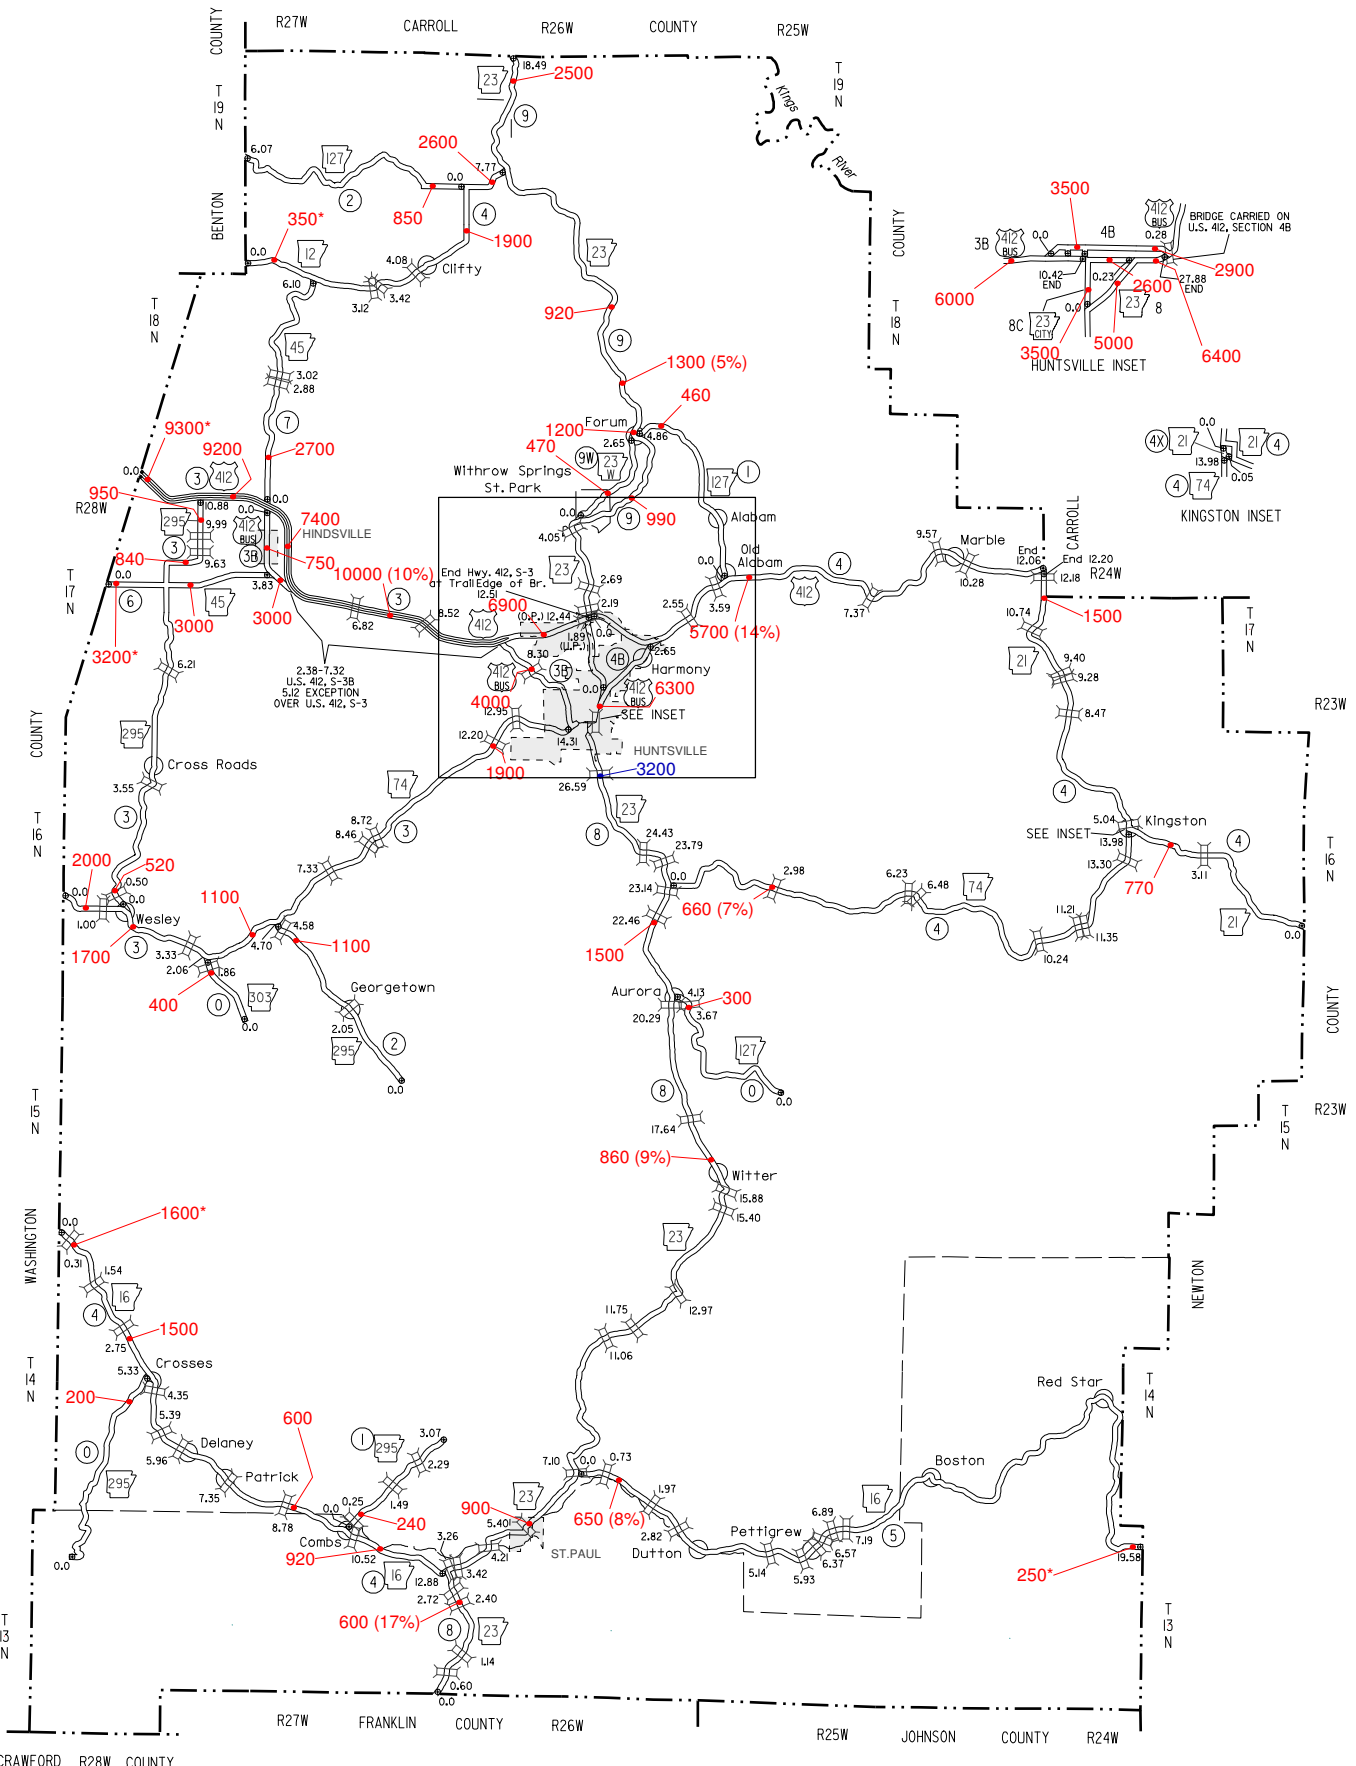 COUNTY
R27W
CARROLL
R26W
COUNTY
R25W
T
19
N
18.49
23
2500
9
Kings
River
T
19
N
6.07
127
2
2600
7.77
0.0
850
4
1900
BENTON
350*
0.0
12
4.08
Clifty
3.42
3.12
6.10
23
920
9
COUNTY
T
18
N
45
3.02
2.88
7
1300 (5%)
460
Forum
1200
4.86
2.65
470
9W
23
W
Withrow Springs
St. Park
0.0
4.05
9
990
127
1
Alabam
T
18
N
3500
412
BUS
BRIDGE CARRIED ON
U.S. 412, SECTION 4B
0.0
4B
0.28
3B
412
BUS
10.42
END
0.23
2600
2900
27.88
END
6000
0.0
23
8
8C
23
CITY
5000
3500
6400
HUNTSVILLE INSET
0.0
4X
21
21
4
13.98
0.05
4
74
KINGSTON INSET
9300*
9200
2700
0.0
3
412
950
R28W
10.88
0.0
0.0
295
9.99
412
BUS
7400
HINDSVILLE
3
3B
840
9.63
750
10000 (10%)
3
T
17
N
0.0
6
45
3.83
3000
3000
3200*
6.82
8.52
412
End Hwy. 412, S-3
at Trail Edge of Br.
12.51
6900
(O.P.) 12.44
23
2.69
2.19
1.89
(U.P.)
0.0
Old
Alabam
2.55
3.59
5700 (14%)
2.65
4
412
7.37
9.57
Marble
10.28
End
12.06
End 12.20
12.18
CARROLL
R24W
1500
10.74
21
9.40
9.28
8.47
T
17
N
R23W
6.21
2.38-7.32
U.S. 412, S-3B
5.12 EXCEPTION
OVER U.S. 412, S-3
8.30
3B
412
BUS
4000
4B
Harmony
0.0
412
BUS
6300
SEE INSET
12.95
12.20
14.31
HUNTSVILLE
1900
3200
26.59
295
Cross Roads
3.55
3
COUNTY
T
16
N
74
3
8.72
8.46
7.33
23
8
24.43
23.79
4
5.04
Kingston
SEE INSET
13.98
13.30
770
3.11
4
T
16
N
2000
520
0.0
0.50
0.0
Wesley
1.00
1700
3
3.33
2.06
1.86
400
0
303
0.0
1100
4.70
4.58
1100
Georgetown
2.05
295
2
0.0
0.0
23.14
22.46
1500
660 (7%)
2.98
6.23
6.48
74
4
10.24
11.21
11.35
21
0.0
Aurora
4.13
300
3.67
20.29
127
0
0.0
8
17.64
COUNTY
T
15
N
T
15
N
R23W
860 (9%)
Witter
15.88
15.40
23
WASHINGTON
0.0
1600*
0.31
1.54
16
4
1500
2.75
12.97
11.75
11.06
NEWTON
T
14
N
5.33
Crosses
4.35
200
5.39
5.96
Delaney
0
295
0.0
Patrick
7.35
600
8.78
1
295
3.07
2.29
1.49
0.25
0.0
240
Combs
920
10.52
16
4
12.88
3.26
3.42
4.21
5.40
900
23
ST.PAUL
7.10
0.0
0.73
650 (8%)
1.97
2.82
Dutton
Pettigrew
5.14
5.93
6.37
6.57
6.89
7.19
16
5
Boston
Red Star
T
14
N
250*
19.58
2.72
2.40
600 (17%)
8
23
1.14
0.60
0.0
T
13
N
T
13
N
R27W
FRANKLIN
COUNTY
R26W
R25W
JOHNSON
COUNTY
R24W
CRAWFORD
R28W
COUNTY